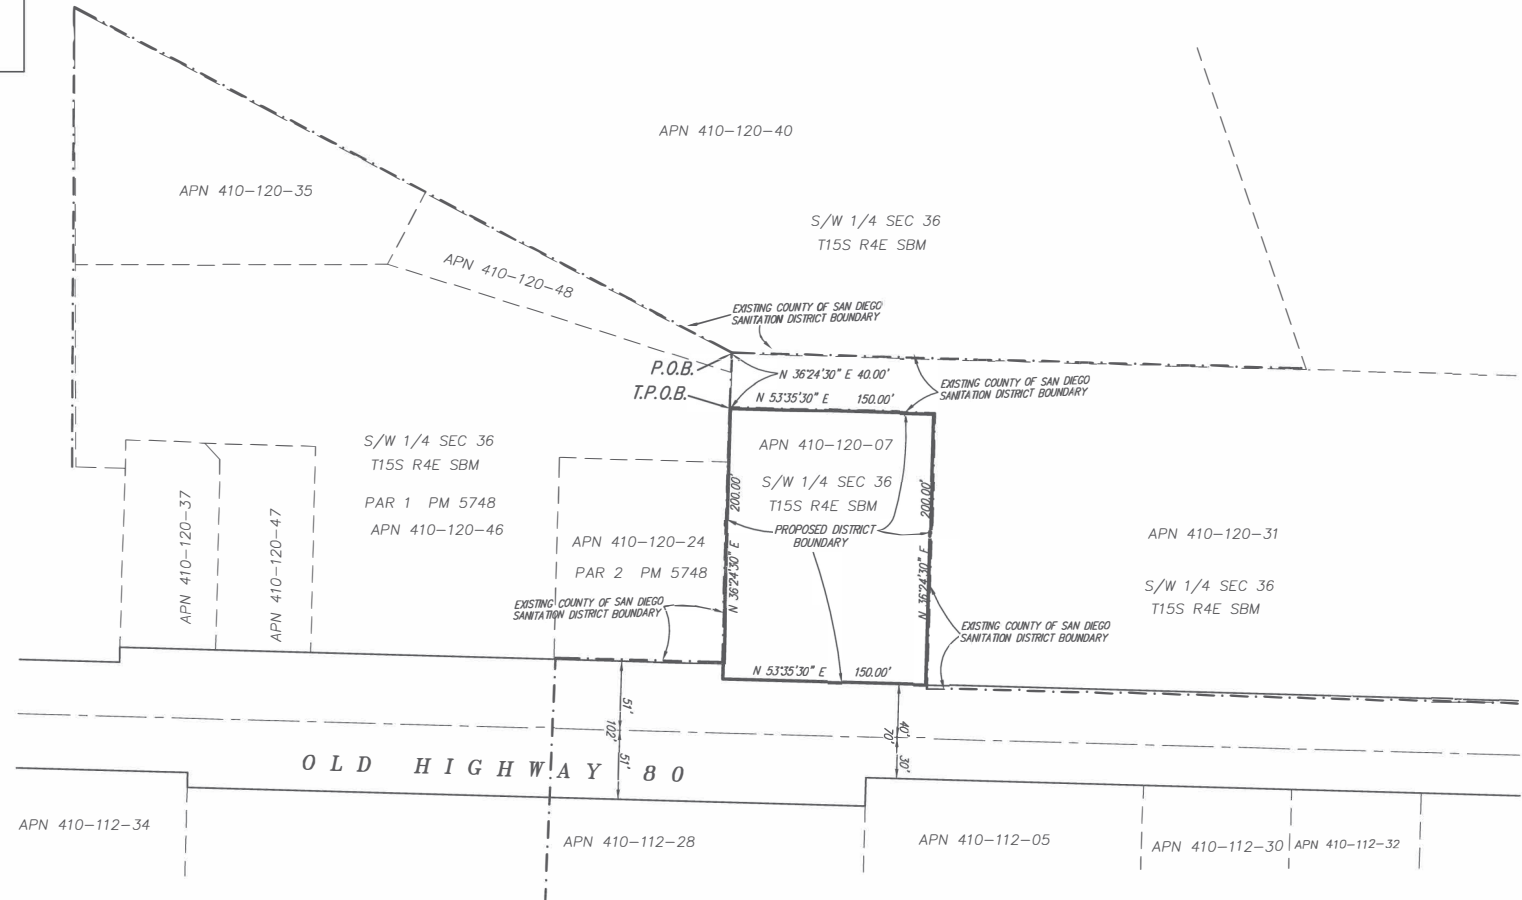 APN 410-120-40
APN 410-120-35
S/W 1/4 SEC 36
T15S R4E SBM
APN 410-120-48
EXISTING COUNTY OF SAN DIEGO
SANITATION DISTRICT BOUNDARY
P.O.B.
N 36°24'30" E 40.00'
T.P.O.B.
N 53°35'30" E 150.00'
EXISTING COUNTY OF SAN DIEGO
SANITATION DISTRICT BOUNDARY
APN 410-120-07
S/W 1/4 SEC 36
T15S R4E SBM
S/W 1/4 SEC 36
T15S R4E SBM
PAR 1 PM 5748
APN 410-120-46
200.00'
200.00'
PROPOSED DISTRICT
BOUNDARY
APN 410-120-37
APN 410-120-47
APN 410-120-24
PAR 2 PM 5748
N 36°24'30" E
N 36°24'30" E
APN 410-120-31
S/W 1/4 SEC 36
T15S R4E SBM
EXISTING COUNTY OF SAN DIEGO
SANITATION DISTRICT BOUNDARY
EXISTING COUNTY OF SAN DIEGO
SANITATION DISTRICT BOUNDARY
N 53°35'30" E 150.00'
51'
102'
51'
40'
70'
30'
OLD HIGHWAY 80
APN 410-112-34
APN 410-112-28
APN 410-112-05
APN 410-112-30
APN 410-112-32